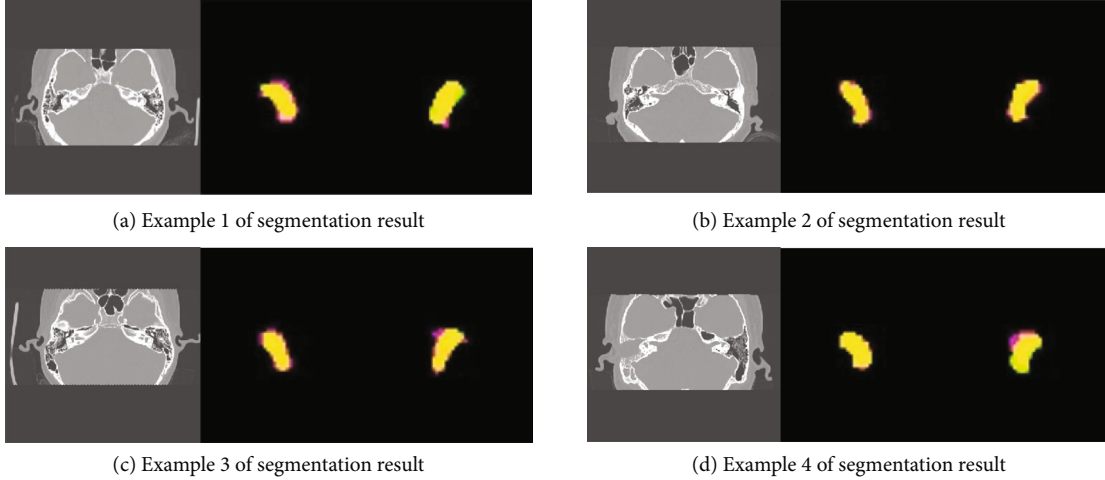 (a) Example 1 of segmentation result
(b) Example 2 of segmentation result
(c) Example 3 of segmentation result
(d) Example 4 of segmentation result